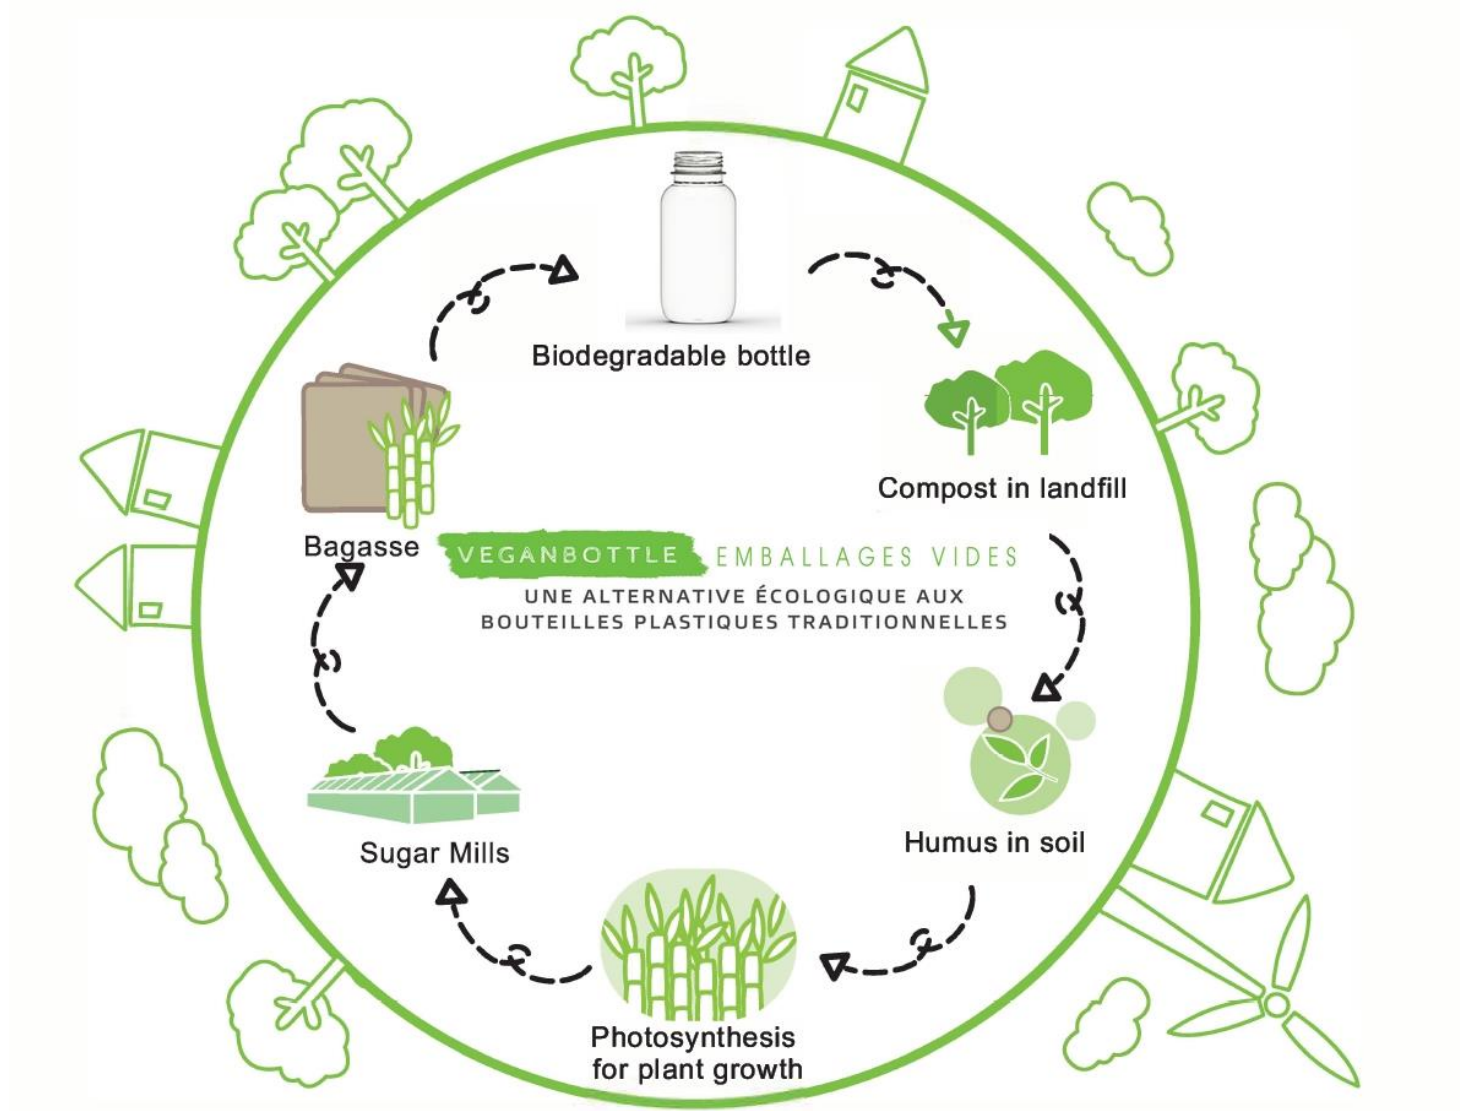 Biodegradable bottle
Compost in landfill
Bagasse
VEGANBOTTLE EMBALLAGES VIDES
UNE ALTERNATIVE ÉCOLOGIQUE AUX
BOUTEILLES PLASTIQUES TRADITIONNELLES
Humus in soil
Sugar Mills
Photosynthesis
for plant growth